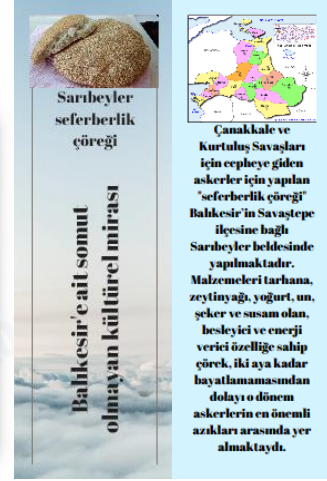 Sarıbeyler
seferberlik
çöreği
Balıkesir'e ait somut
olmayan kültürel mirası
Çanakkale ve
Kurtuluş Savaşları
için cepheye giden
askerler için yapılan
"seferberlik çöreği"
Balıkesir'in Savaştepe
ilçesine bağlı
Sarıbeyler beldesinde
yapılmaktadır.
Malzemeleri tarhana,
zeytinyağı, yoğurt, un,
şeker ve susam olan,
besleyici ve enerji
verici özelliğe sahip
çörek, iki aya kadar
bayatlamamasından
dolayı o dönem
askerlerin en önemli
azıkları arasında yer
almaktaydı.